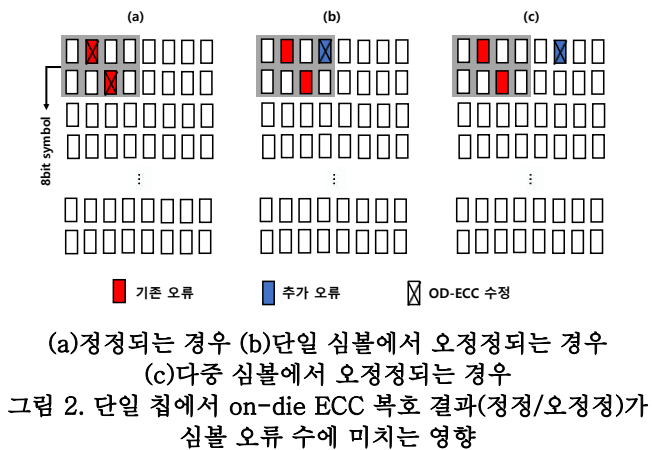 (a) (b) (c)
8bit symbol
⋮ ⋮ ⋮
기존 오류 추가 오류 OD-ECC 수정
(a)정정되는 경우 (b)단일 심볼에서 오정정되는 경우
(c)다중 심볼에서 오정정되는 경우
그림 2. 단일 칩에서 on-die ECC 복호 결과(정정/오정정)가
심볼 오류 수에 미치는 영향